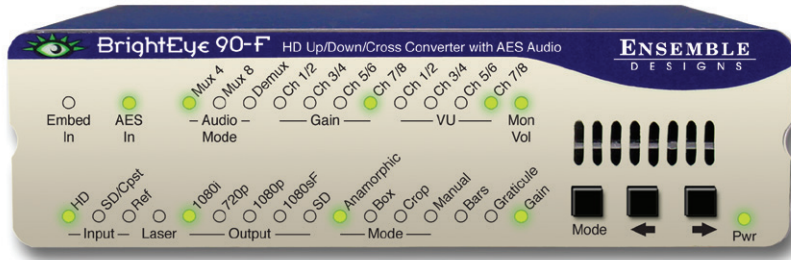 BrightEye 90-F HD Up/Down/Cross Converter with AES Audio ENSEMBLE
DESIGNS
Mux 4 Mux 8 Demux Ch 1/2 Ch 3/4 Ch 5/6 Ch 7/8 Ch 1/2 Ch 3/4 Ch 5/6 Ch 7/8
Embed In
AES In
Audio Mode
Gain
VU
Mon Vol
HD SD/Cpst Ref 1080i 720p 1080p 1080sF SD Anamorphic Box Crop Manual Bars Graticule Gain
Input Laser Output Mode
Mode
Pwr